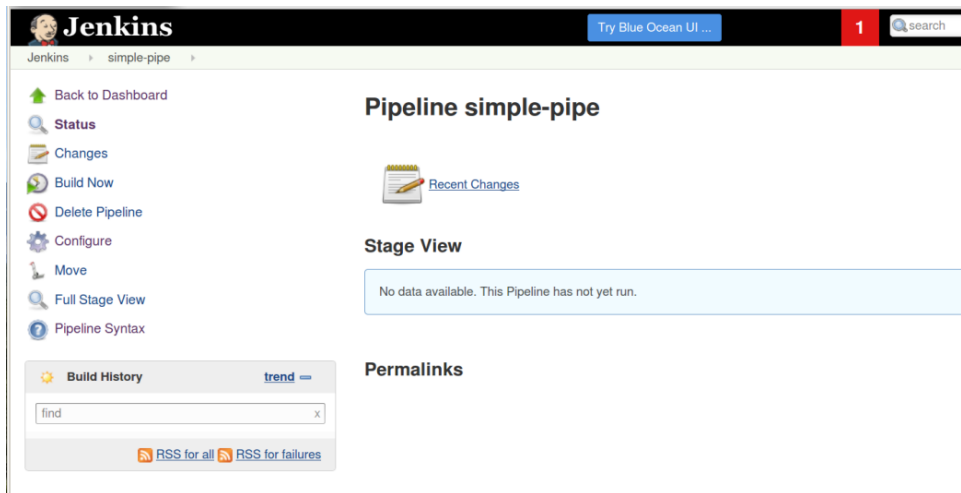 Jenkins
Try Blue Ocean UI ...
1
search
Jenkins
simple-pipe
Back to Dashboard
Status
Changes
Build Now
Delete Pipeline
Configure
Move
Full Stage View
Pipeline Syntax
Build History
trend
find
x
RSS for all
RSS for failures
Pipeline simple-pipe
Recent Changes
Stage View
No data available. This Pipeline has not yet run.
Permalinks